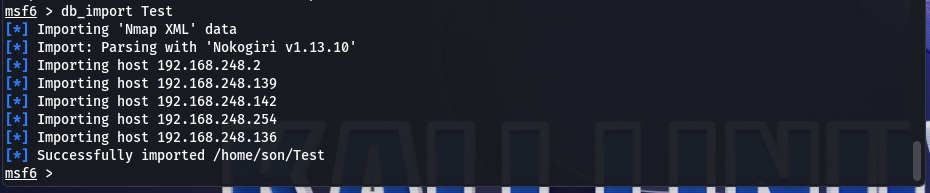 msf6 > db_import Test
[*] Importing 'Nmap XML' data
[*] Import: Parsing with 'Nokogiri v1.13.10'
[*] Importing host 192.168.248.2
[*] Importing host 192.168.248.139
[*] Importing host 192.168.248.142
[*] Importing host 192.168.248.254
[*] Importing host 192.168.248.136
[*] Successfully imported /home/son/Test
msf6 >